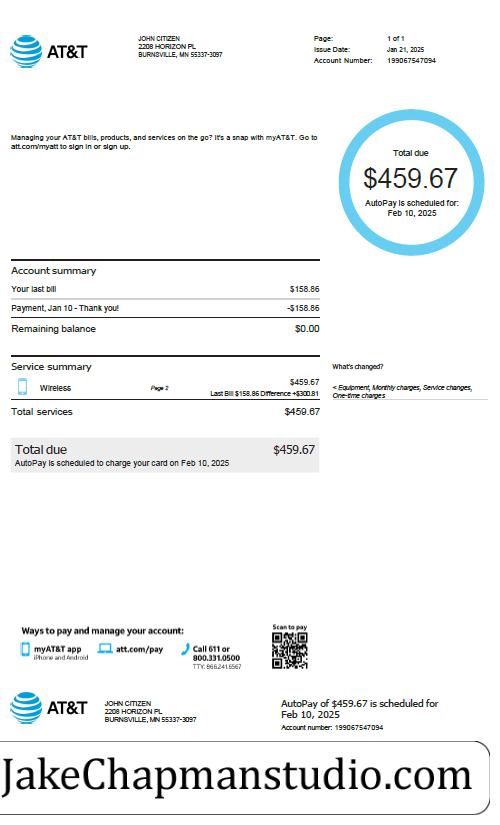 AT&T
JOHN CITIZEN
2208 HORIZON PL
BURNSVILLE, MN 55337-3097
Page: 1 of 1
Issue Date: Jan 21, 2025
Account Number: 199067547094
Managing your AT&T bills, products, and services on the go? It's a snap with myAT&T. Go to
att.com/myatt to sign in or sign up.
Total due
$459.67
AutoPay is scheduled for:
Feb 10, 2025
Account summary
Your last bill $158.86
Payment, Jan 10 - Thank you! -$158.86
Remaining balance $0.00
Service summary
Wireless Page 2 $459.67
Last Bill $158.86 Difference +$300.81
Total services $459.67
What's changed?
< Equipment, Monthly charges, Service changes,
One-time charges
Total due $459.67
AutoPay is scheduled to charge your card on Feb 10, 2025
Ways to pay and manage your account:
myAT&T app
iPhone and Android
att.com/pay
Call 611 or
800.331.0500
TTY: 866.241.6567
Scan to pay
AT&T
JOHN CITIZEN
2208 HORIZON PL
BURNSVILLE, MN 55337-3097
AutoPay of $459.67 is scheduled for
Feb 10, 2025
Account number: 199067547094
JakeChapmanstudio.com